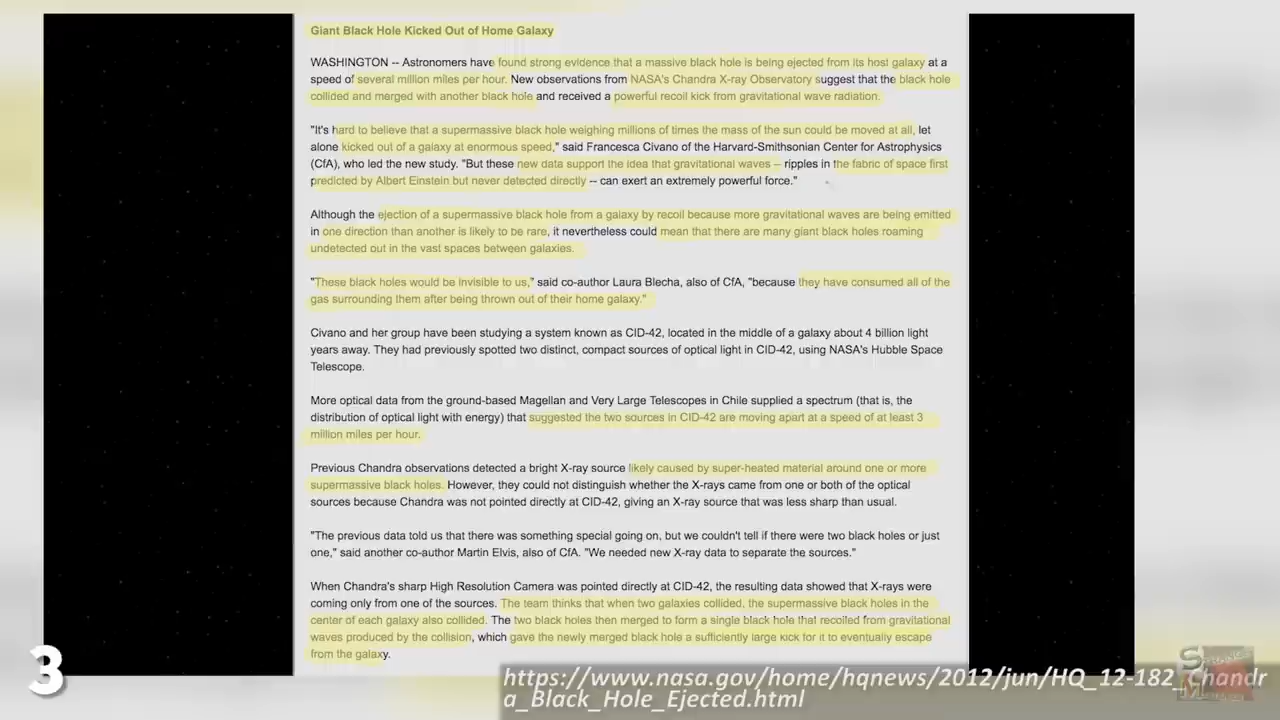 Giant Black Hole Kicked Out of Home Galaxy
WASHINGTON -- Astronomers have found strong evidence that a massive black hole is being ejected from its host galaxy at a
speed of several million miles per hour. New observations from NASA's Chandra X-ray Observatory suggest that the black hole
collided and merged with another black hole and received a powerful recoil kick from gravitational wave radiation.
"It's hard to believe that a supermassive black hole weighing millions of times the mass of the sun could be moved at all, let
alone kicked out of a galaxy at enormous speed," said Francesca Civano of the Harvard-Smithsonian Center for Astrophysics
(CfA), who led the new study. "But these new data support the idea that gravitational waves -- ripples in the fabric of space first
predicted by Albert Einstein but never detected directly -- can exert an extremely powerful force."
Although the ejection of a supermassive black hole from a galaxy by recoil because more gravitational waves are being emitted
in one direction than another is likely to be rare, it nevertheless could mean that there are many giant black holes roaming
undetected out in the vast spaces between galaxies.
"These black holes would be invisible to us," said co-author Laura Blecha, also of CfA, "because they have consumed all of the
gas surrounding them after being thrown out of their home galaxy."
Civano and her group have been studying a system known as CID-42, located in the middle of a galaxy about 4 billion light
years away. They had previously spotted two distinct, compact sources of optical light in CID-42, using NASA's Hubble Space
Telescope.
More optical data from the ground-based Magellan and Very Large Telescopes in Chile supplied a spectrum (that is, the
distribution of optical light with energy) that suggested the two sources in CID-42 are moving apart at a speed of at least 3
million miles per hour.
Previous Chandra observations detected a bright X-ray source likely caused by super-heated material around one or more
supermassive black holes. However, they could not distinguish whether the X-rays came from one or both of the optical
sources because Chandra was not pointed directly at CID-42, giving an X-ray source that was less sharp than usual.
"The previous data told us that there was something special going on, but we couldn't tell if there were two black holes or just
one," said another co-author Martin Elvis, also of CfA. "We needed new X-ray data to separate the sources."
When Chandra's sharp High Resolution Camera was pointed directly at CID-42, the resulting data showed that X-rays were
coming only from one of the sources. The team thinks that when two galaxies collided, the supermassive black holes in the
center of each galaxy also collided. The two black holes then merged to form a single black hole that recoiled from gravitational
waves produced by the collision, which gave the newly merged black hole a sufficiently large kick for it to eventually escape
from the galaxy.
3
https://www.nasa.gov/home/hqnews/2012/jun/HQ_12-182_Chandr
a_Black_Hole_Ejected.html